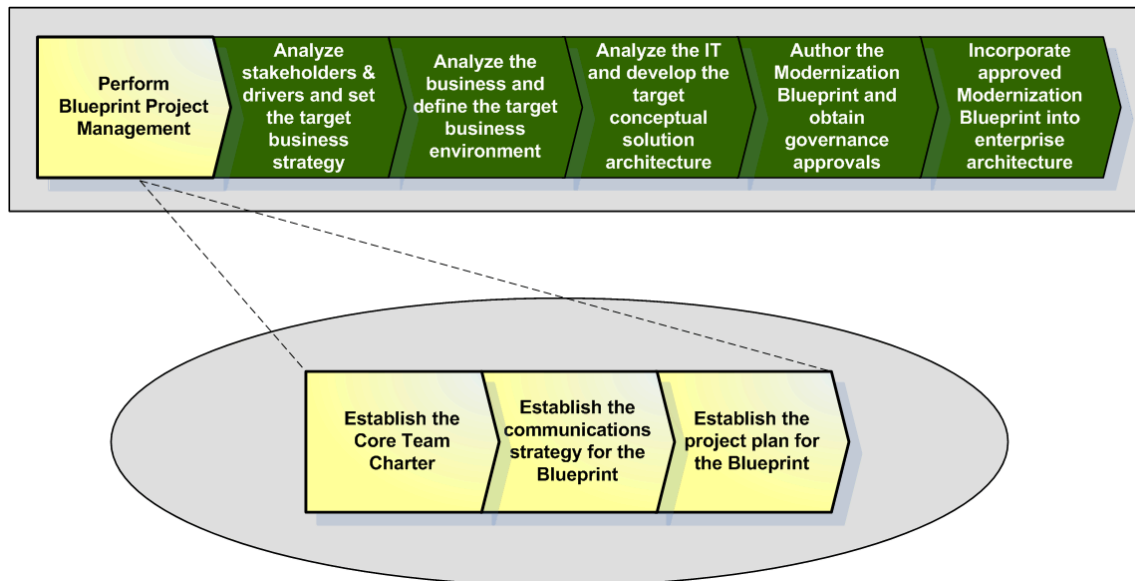 Perform
Blueprint Project
Management
Analyze
stakeholders &
drivers and set
the target
business
strategy
Analyze the
business and
define the target
business
environment
Analyze the IT
and develop the
target
conceptual
solution
architecture
Author the
Modernization
Blueprint and
obtain
governance
approvals
Incorporate
approved
Modernization
Blueprint into
enterprise
architecture
Establish the
Core Team
Charter
Establish the
communications
strategy for the
Blueprint
Establish the
project plan for
the Blueprint